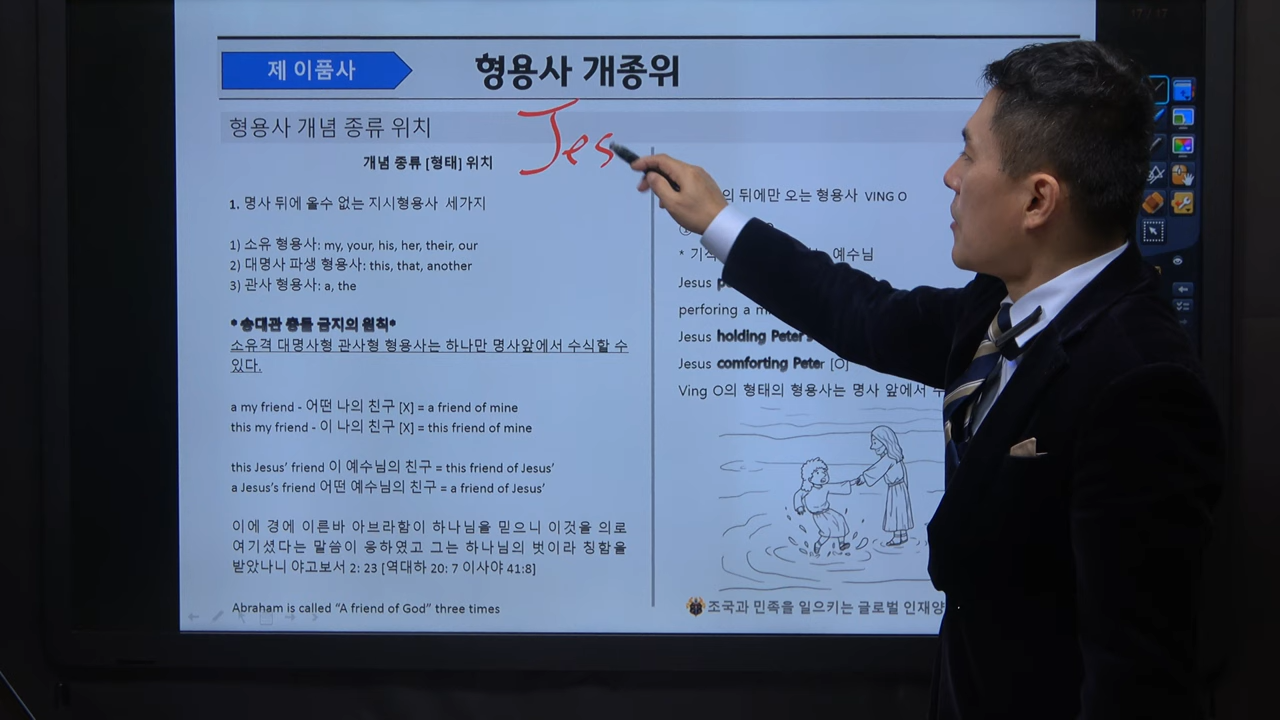 17 / 17
제 이품사
형용사 개종위
형용사 개념 종류 위치
Jes
개념 종류 [형태] 위치
1. 명사 뒤에 올수 없는 지시형용사 세가지
1) 소유 형용사: my, your, his, her, their, our
2) 대명사 파생 형용사: this, that, another
3) 관사 형용사: a, the
*송대관 충돌 금지의 원칙*
소유격 대명사형 관사형 형용사는 하나만 명사앞에서 수식할 수
있다.
a my friend - 어떤 나의 친구 [X] = a friend of mine
this my friend - 이 나의 친구 [X] = this friend of mine
this Jesus’ friend 이 예수님의 친구 = this friend of Jesus’
a Jesus’s friend 어떤 예수님의 친구 = a friend of Jesus’
이에 경에 이른바 아브라함이 하나님을 믿으니 이것을 의로
여기셨다는 말씀이 응하였고 그는 하나님의 벗이라 칭함을
받았나니 야고보서 2: 23 [역대하 20: 7 이사야 41:8]
Abraham is called “A friend of God” three times
의 뒤에만 오는 형용사 VING O
* 예수님
Jesus
perforing a
Jesus holding Peter's
Jesus comforting Peter [O]
Ving O의 형태의 형용사는 명사 앞에서
조국과 민족을 일으키는 글로벌 인재양